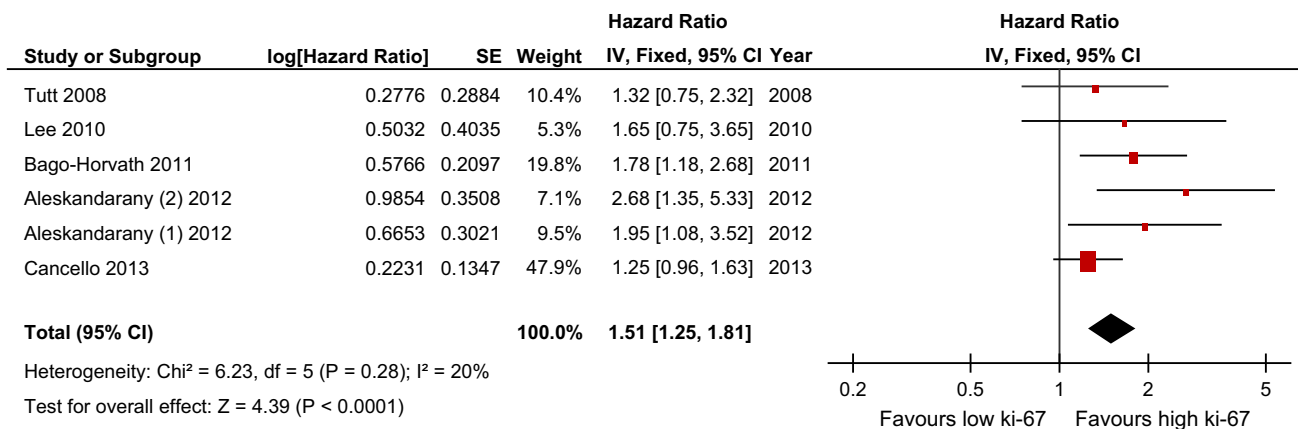 Hazard Ratio Hazard Ratio
Study or Subgroup log[Hazard Ratio] SE Weight IV, Fixed, 95% CI Year IV, Fixed, 95% CI
Tutt 2008 0.2776 0.2884 10.4% 1.32 [0.75, 2.32] 2008
Lee 2010 0.5032 0.4035 5.3% 1.65 [0.75, 3.65] 2010
Bago-Horvath 2011 0.5766 0.2097 19.8% 1.78 [1.18, 2.68] 2011
Aleskandarany (2) 2012 0.9854 0.3508 7.1% 2.68 [1.35, 5.33] 2012
Aleskandarany (1) 2012 0.6653 0.3021 9.5% 1.95 [1.08, 3.52] 2012
Cancello 2013 0.2231 0.1347 47.9% 1.25 [0.96, 1.63] 2013
Total (95% CI) 100.0% 1.51 [1.25, 1.81]
Heterogeneity: Chi² = 6.23, df = 5 (P = 0.28); I² = 20%
Test for overall effect: Z = 4.39 (P < 0.0001)
0.2 0.5 1 2 5
Favours low ki-67 Favours high ki-67